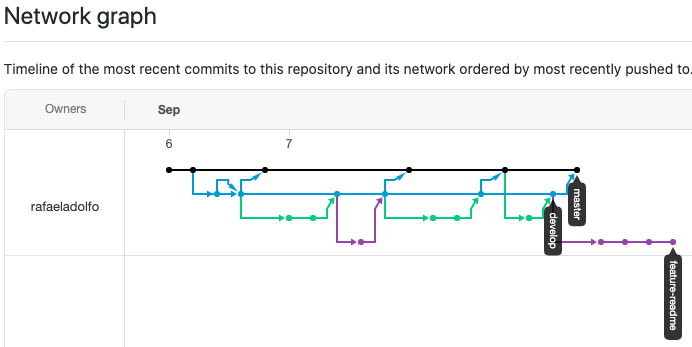 Network graph
Timeline of the most recent commits to this repository and its network ordered by most recently pushed to.
Owners
Sep
6
7
rafaeladolfo
master
develop
feature-readme